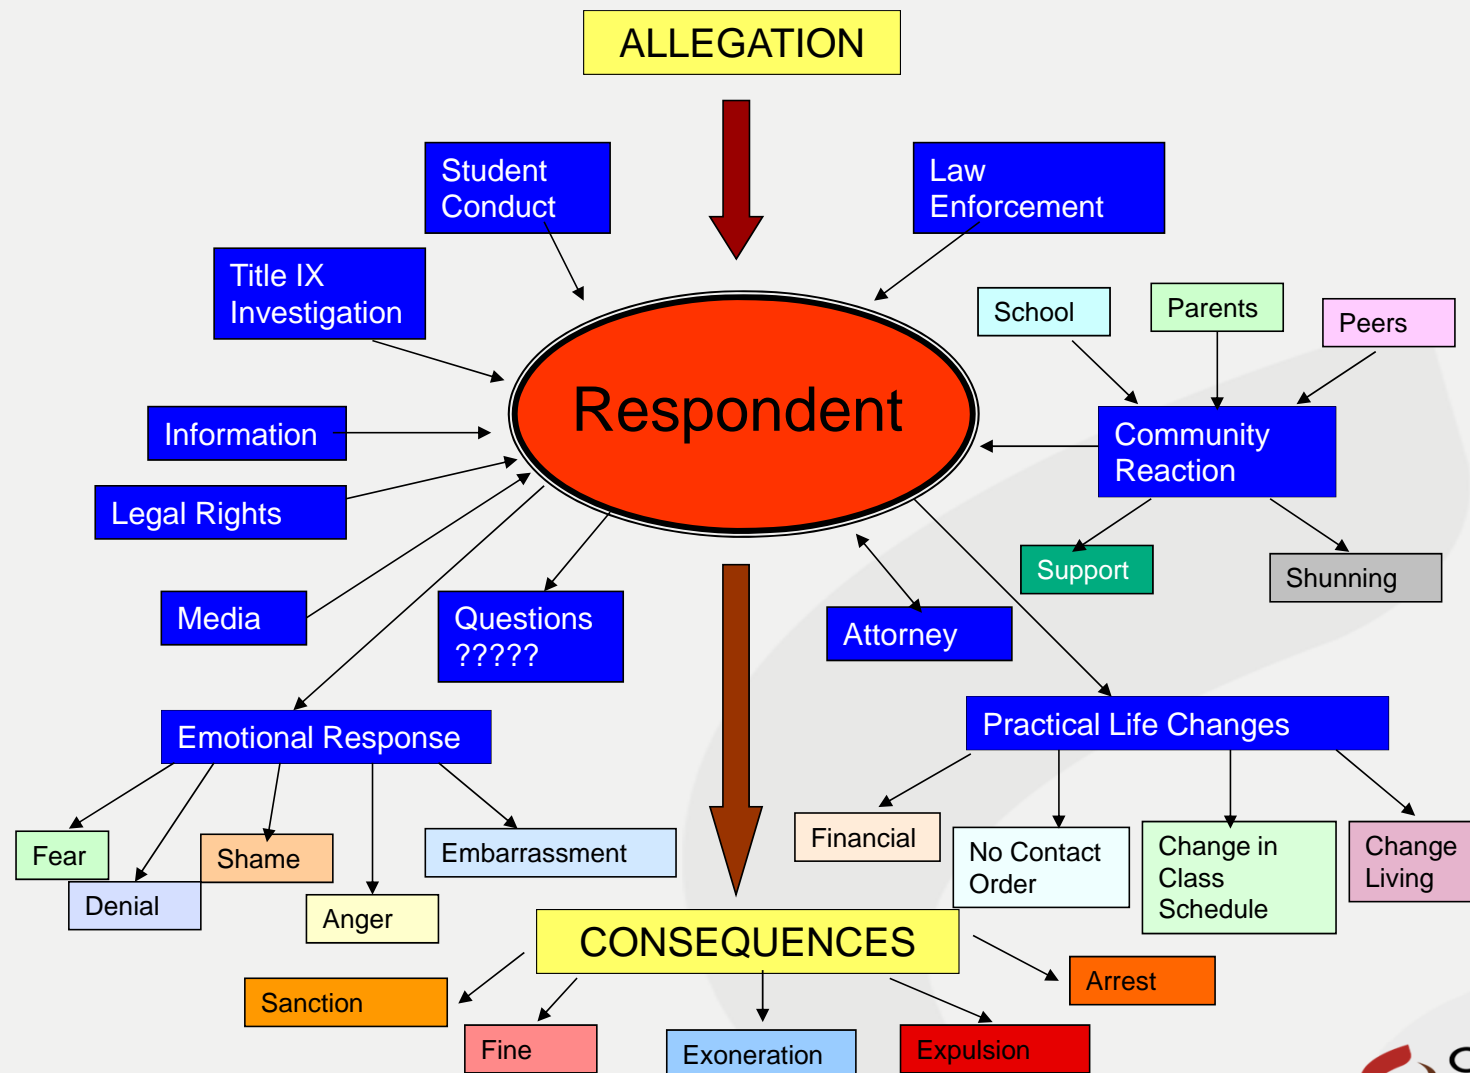 ALLEGATION
Student
Conduct
Law
Enforcement
Title IX
Investigation
School
Parents
Peers
Respondent
Information
Community
Reaction
Legal Rights
Support
Shunning
Media
Questions
?????
Attorney
Emotional Response
Practical Life Changes
Fear
Shame
Embarrassment
Denial
Anger
Financial
No Contact
Order
Change in
Class
Schedule
Change
Living
CONSEQUENCES
Sanction
Arrest
Fine
Exoneration
Expulsion